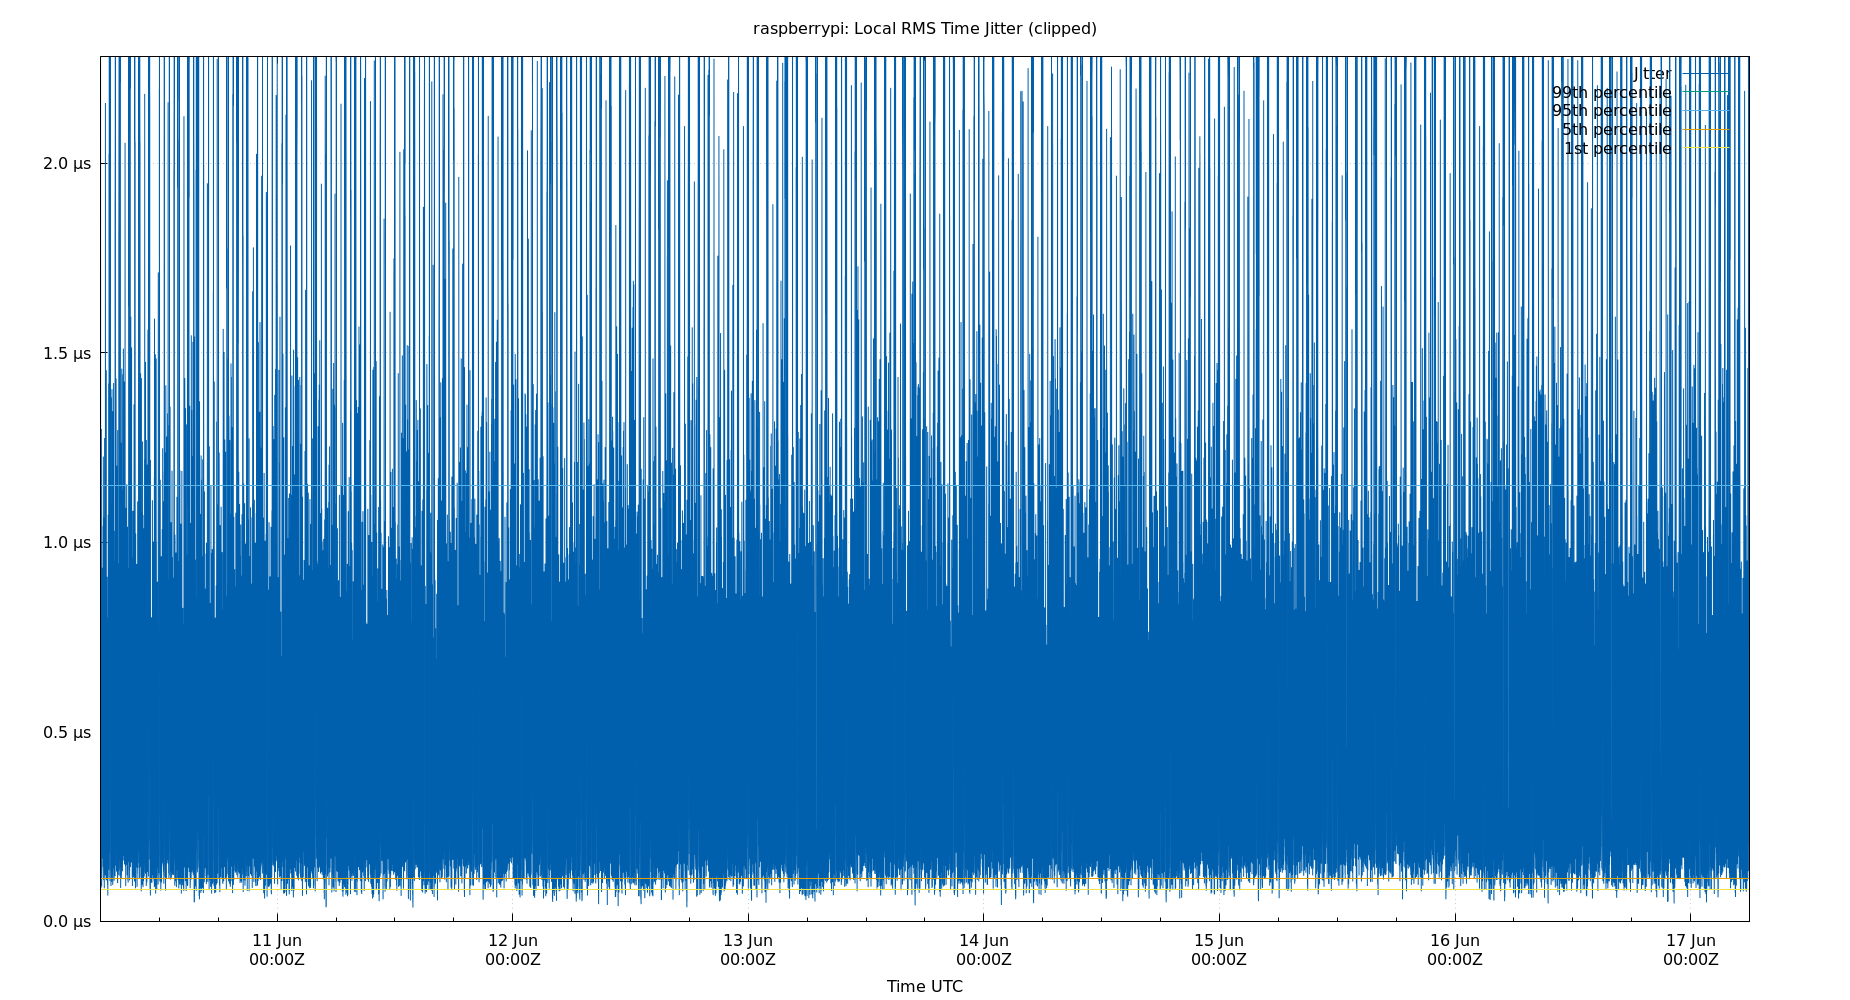 raspberrypi: Local RMS Time Jitter (clipped)
Jitter
99th percentile
95th percentile
5th percentile
1st percentile
2.0 μs
1.5 μs
1.0 μs
0.5 μs
0.0 μs
11 Jun 12 Jun 13 Jun 14 Jun 15 Jun 16 Jun 17 Jun
00:00Z 00:00Z 00:00Z 00:00Z 00:00Z 00:00Z 00:00Z
Time UTC